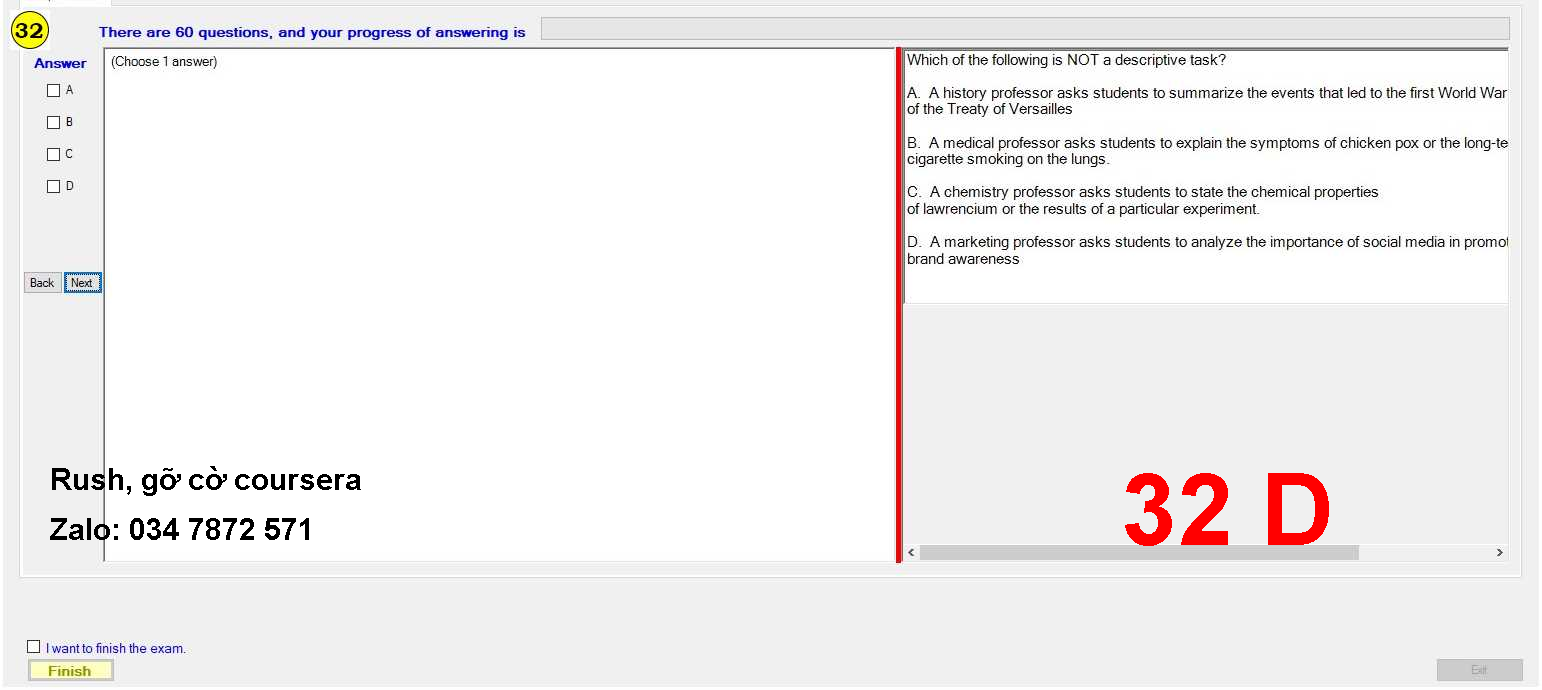 32
There are 60 questions, and your progress of answering is
Answer
(Choose 1 answer)
A
B
C
D
Back
Next
Which of the following is NOT a descriptive task?
A. A history professor asks students to summarize the events that led to the first World War
of the Treaty of Versailles
B. A medical professor asks students to explain the symptoms of chicken pox or the long-te
cigarette smoking on the lungs.
C. A chemistry professor asks students to state the chemical properties
of lawrencium or the results of a particular experiment.
D. A marketing professor asks students to analyze the importance of social media in promot
brand awareness
Rush, gỡ cờ coursera
Zalo: 034 7872 571
32 D
I want to finish the exam.
Finish
Exit